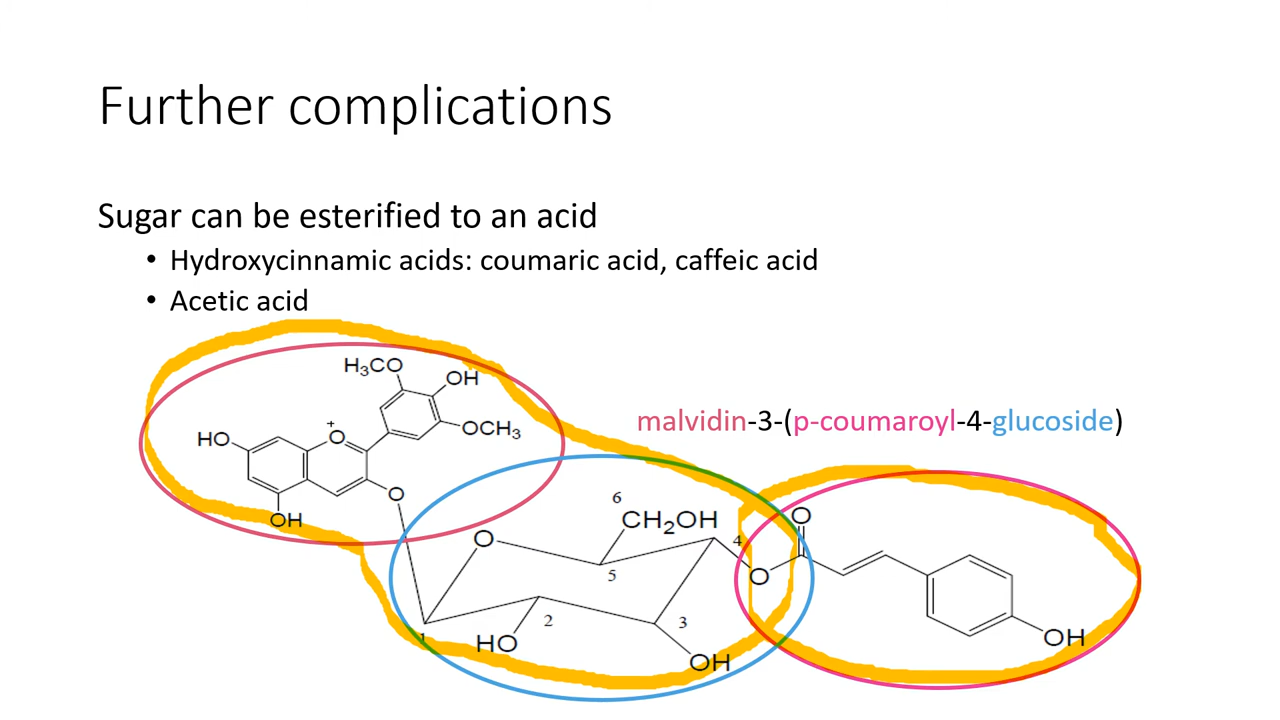 Further complications
Sugar can be esterified to an acid
• Hydroxycinnamic acids: coumaric acid, caffeic acid
• Acetic acid
H₃CO
OH
+
HO
O
OCH₃
malvidin-3-(p-coumaroyl-4-glucoside)
O
OH
6
CH₂OH
O
O
4
5
O
1
2
3
HO
OH
OH